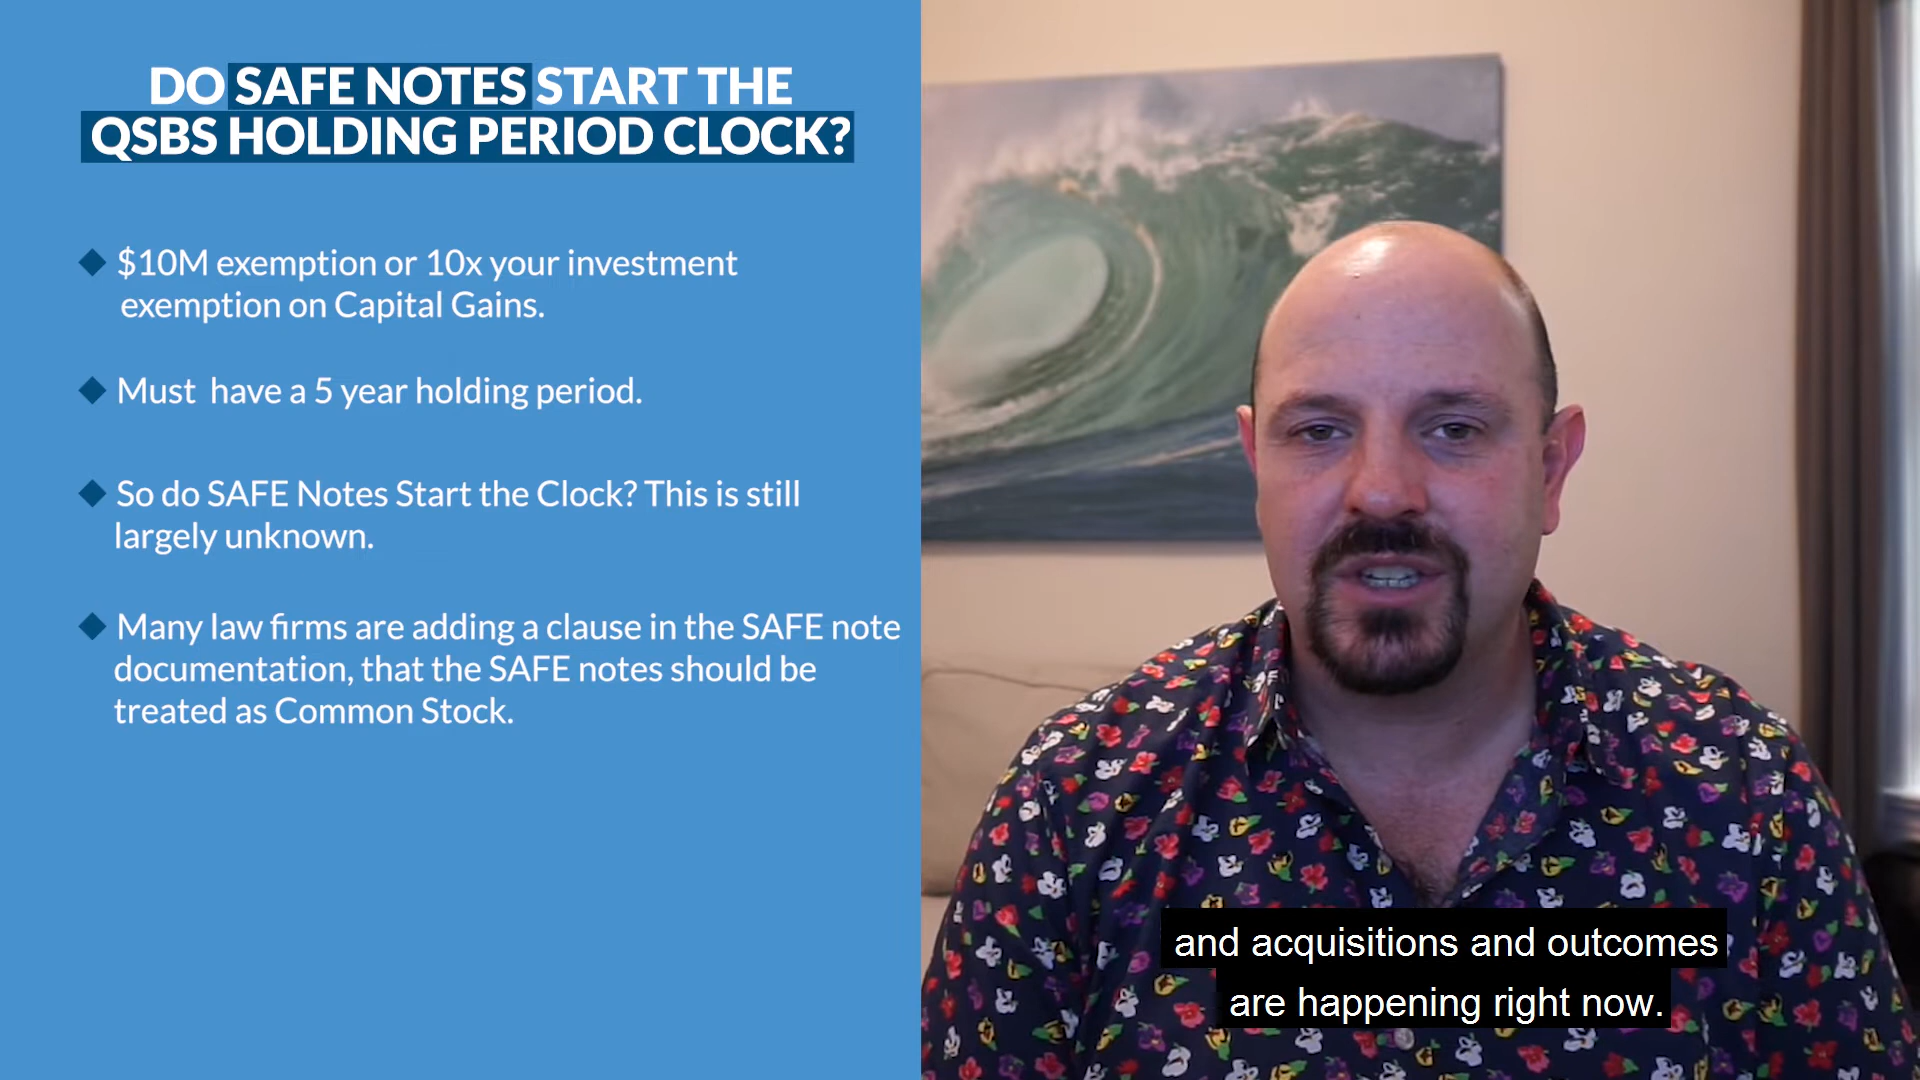 DO SAFE NOTES START THE
QSBS HOLDING PERIOD CLOCK?
$10M exemption or 10x your investment
exemption on Capital Gains.
Must have a 5 year holding period.
So do SAFE Notes Start the Clock? This is still
largely unknown.
Many law firms are adding a clause in the SAFE note
documentation, that the SAFE notes should be
treated as Common Stock.
and acquisitions and outcomes
are happening right now.